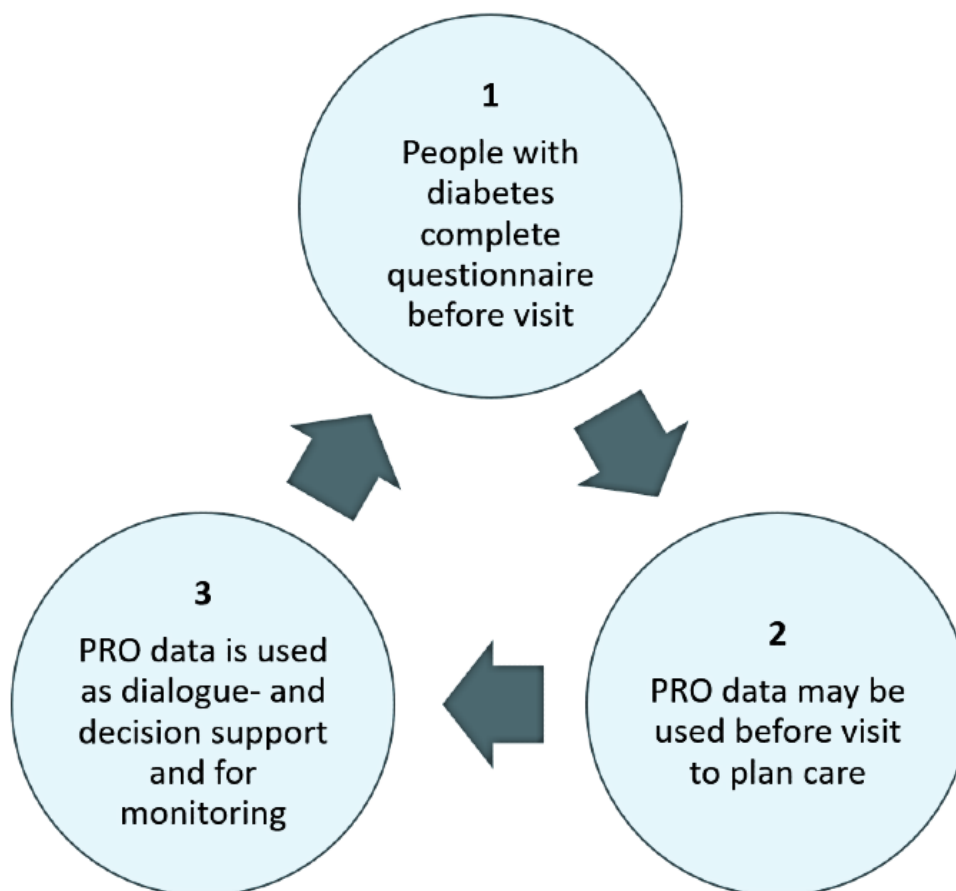 1
People with
diabetes
complete
questionnaire
before visit
2
PRO data may be
used before visit
to plan care
3
PRO data is used
as dialogue- and
decision support
and for
monitoring